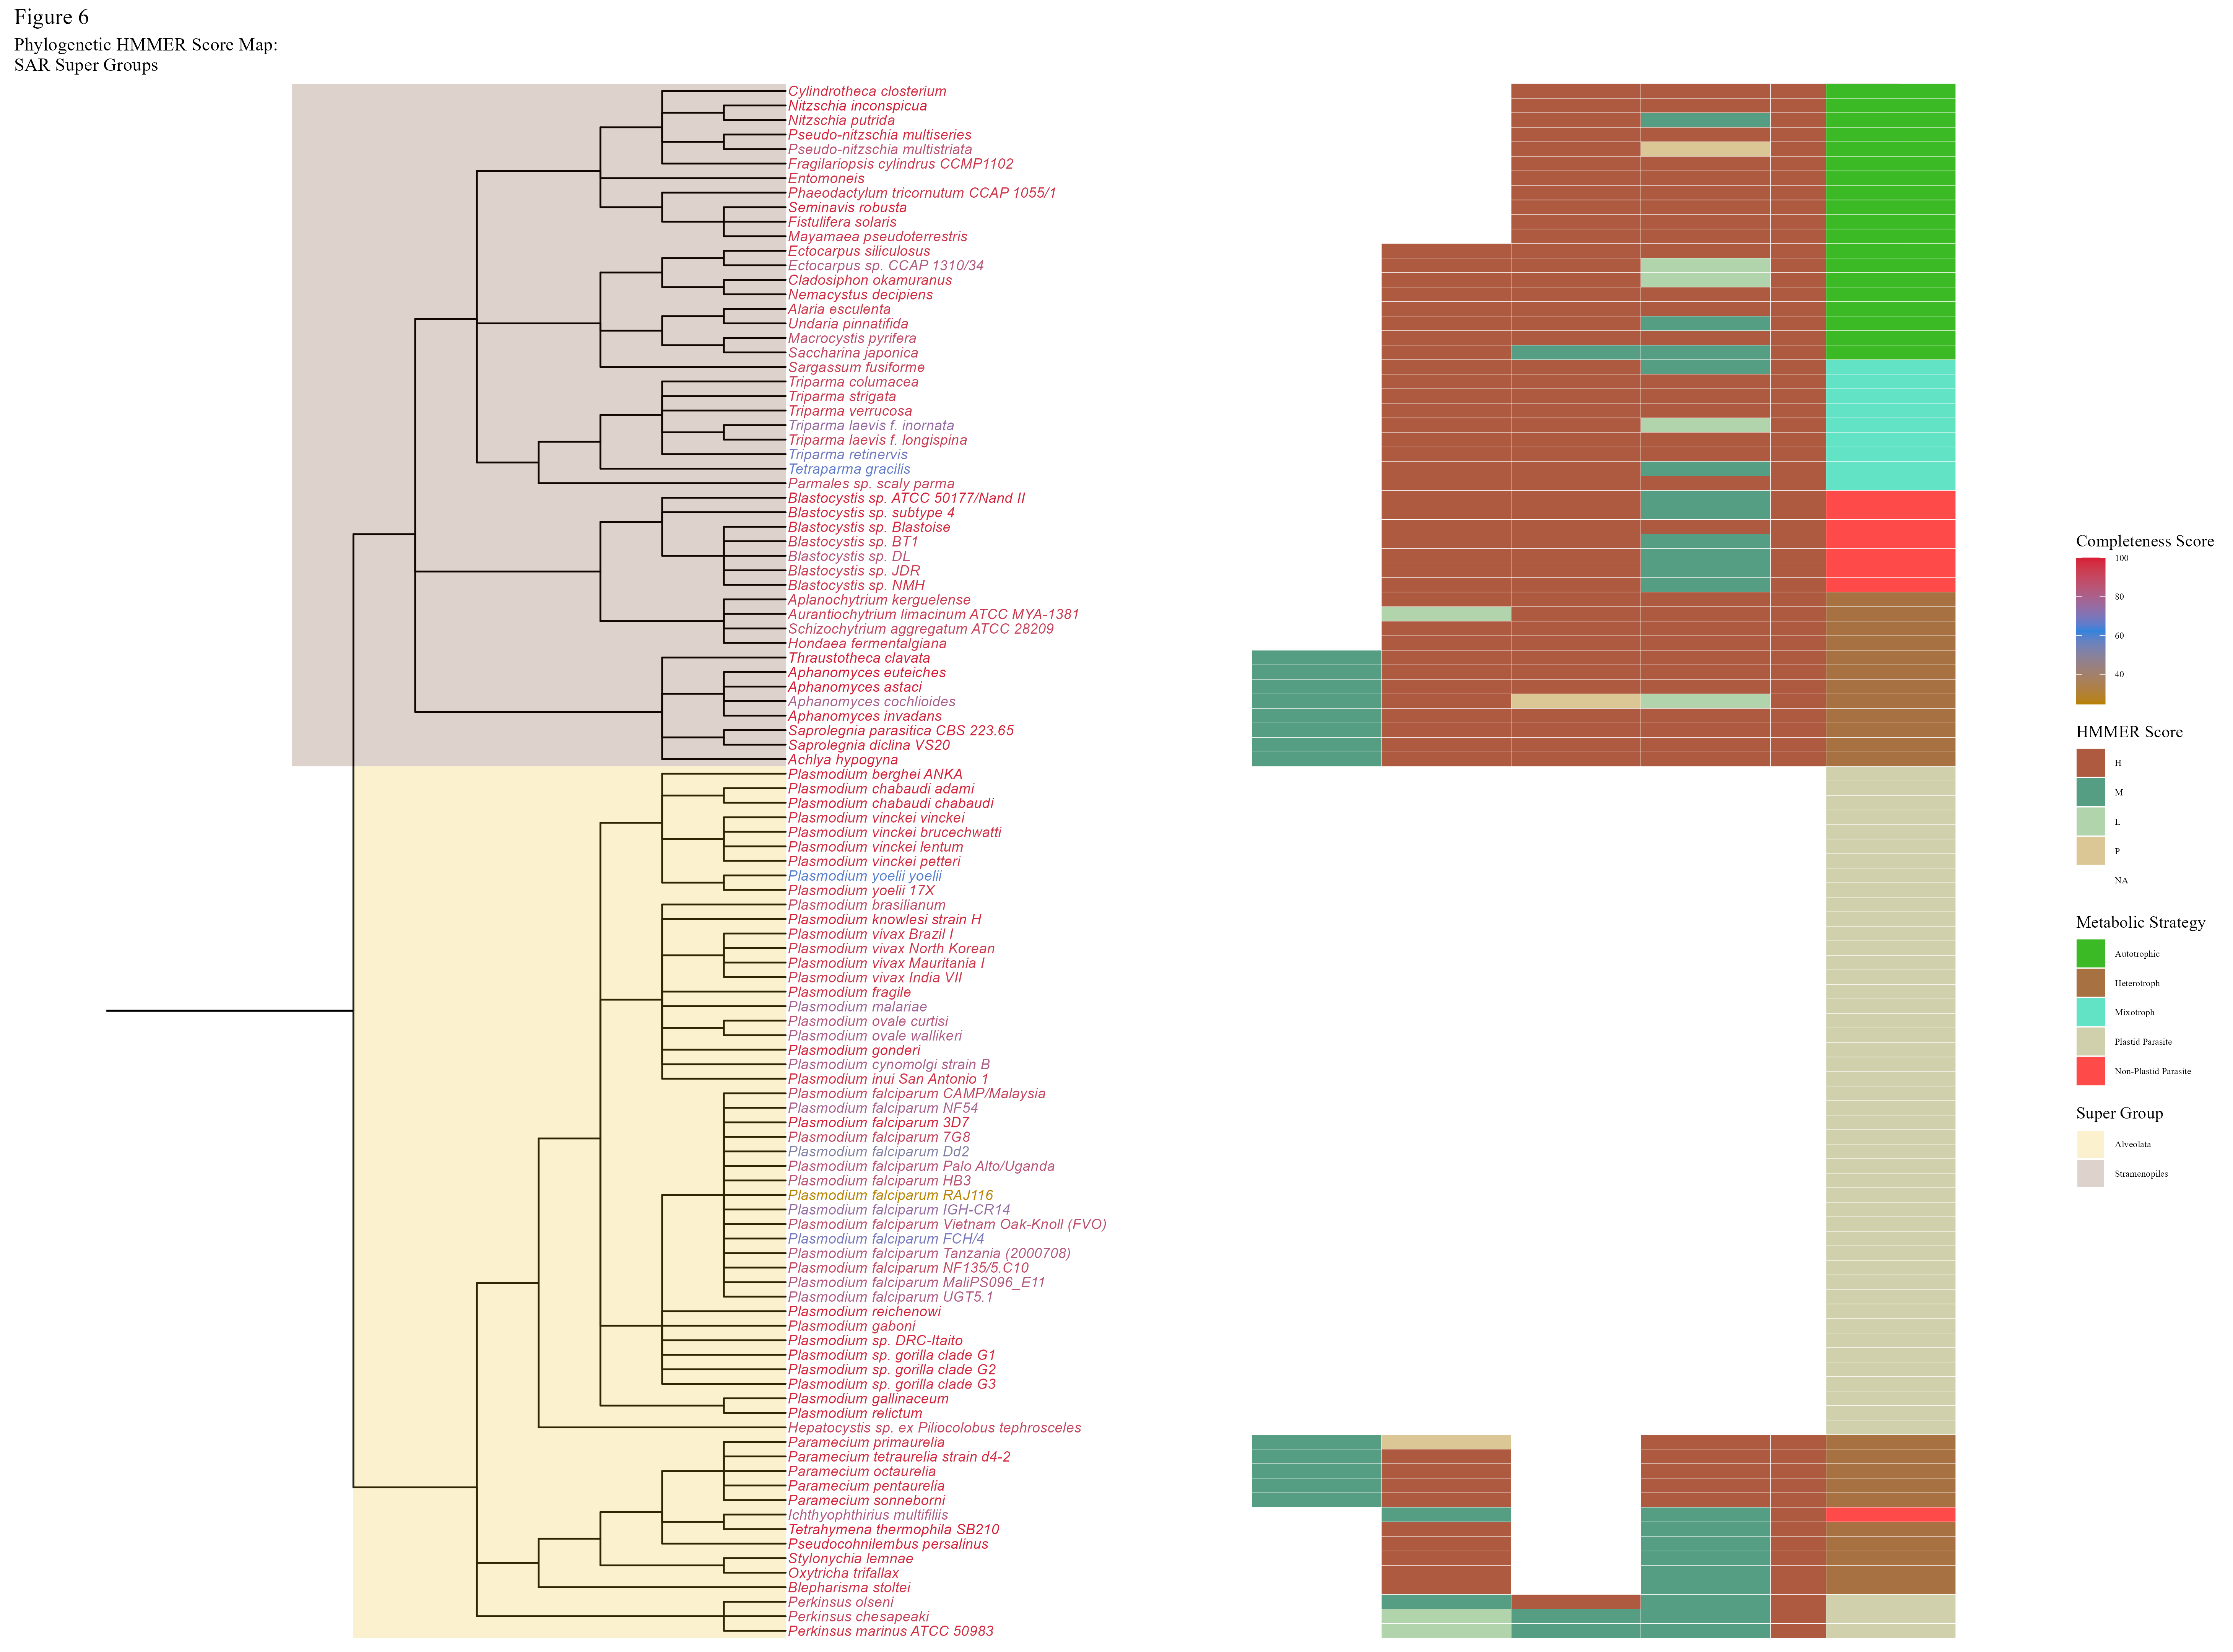 Figure 6
Phylogenetic HMMER Score Map:
SAR Super Groups
Cylindrotheca closterium
Nitzschia inconspicua
Nitzschia putrida
Pseudo-nitzschia multiseries
Pseudo-nitzschia multistriata
Fragilariopsis cylindrus CCMP1102
Entomoneis
Phaeodactylum tricornutum CCAP 1055/1
Seminavis robusta
Fistulifera solaris
Mayamaea pseudoterrestris
Ectocarpus siliculosus
Ectocarpus sp. CCAP 1310/34
Cladosiphon okamuranus
Nemacystus decipiens
Alaria esculenta
Undaria pinnatifida
Macrocystis pyrifera
Saccharina japonica
Sargassum fusiforme
Triparma columacea
Triparma strigata
Triparma verrucosa
Triparma laevis f. inornata
Triparma laevis f. longispina
Triparma retinervis
Tetraparma gracilis
Parmales sp. scaly parma
Blastocystis sp. ATCC 50177/Nand II
Blastocystis sp. subtype 4
Blastocystis sp. Blastoise
Blastocystis sp. BT1
Blastocystis sp. DL
Blastocystis sp. JDR
Blastocystis sp. NMH
Aplanochytrium kerguelense
Aurantiochytrium limacinum ATCC MYA-1381
Schizochytrium aggregatum ATCC 28209
Hondaea fermentalgiana
Thraustotheca clavata
Aphanomyces euteiches
Aphanomyces astaci
Aphanomyces cochlioides
Aphanomyces invadans
Saprolegnia parasitica CBS 223.65
Saprolegnia diclina VS20
Achlya hypogyna
Plasmodium berghei ANKA
Plasmodium chabaudi adami
Plasmodium chabaudi chabaudi
Plasmodium vinckei vinckei
Plasmodium vinckei brucechwatti
Plasmodium vinckei lentum
Plasmodium vinckei petteri
Plasmodium yoelii yoelii
Plasmodium yoelii 17X
Plasmodium brasilianum
Plasmodium knowlesi strain H
Plasmodium vivax Brazil I
Plasmodium vivax North Korean
Plasmodium vivax Mauritania I
Plasmodium vivax India VII
Plasmodium fragile
Plasmodium malariae
Plasmodium ovale curtisi
Plasmodium ovale wallikeri
Plasmodium gonderi
Plasmodium cynomolgi strain B
Plasmodium inui San Antonio 1
Plasmodium falciparum CAMP/Malaysia
Plasmodium falciparum NF54
Plasmodium falciparum 3D7
Plasmodium falciparum 7G8
Plasmodium falciparum Dd2
Plasmodium falciparum Palo Alto/Uganda
Plasmodium falciparum HB3
Plasmodium falciparum RAJ116
Plasmodium falciparum IGH-CR14
Plasmodium falciparum Vietnam Oak-Knoll (FVO)
Plasmodium falciparum FCH/4
Plasmodium falciparum Tanzania (2000708)
Plasmodium falciparum NF135/5.C10
Plasmodium falciparum MaliPS096_E11
Plasmodium falciparum UGT5.1
Plasmodium reichenowi
Plasmodium gaboni
Plasmodium sp. DRC-Itaito
Plasmodium sp. gorilla clade G1
Plasmodium sp. gorilla clade G2
Plasmodium sp. gorilla clade G3
Plasmodium gallinaceum
Plasmodium relictum
Hepatocystis sp. ex Piliocolobus tephrosceles
Paramecium primaurelia
Paramecium tetraurelia strain d4-2
Paramecium octaurelia
Paramecium pentaurelia
Paramecium sonneborni
Ichthyophthirius multifiliis
Tetrahymena thermophila SB210
Pseudocohnilembus persalinus
Stylonychia lemnae
Oxytricha trifallax
Blepharisma stoltei
Perkinsus olseni
Perkinsus chesapeaki
Perkinsus marinus ATCC 50983
Completeness Score
100
80
60
40
HMMER Score
H
M
L
P
NA
Metabolic Strategy
Autotrophic
Heterotroph
Mixotroph
Plastid Parasite
Non-Plastid Parasite
Super Group
Alveolata
Stramenopiles